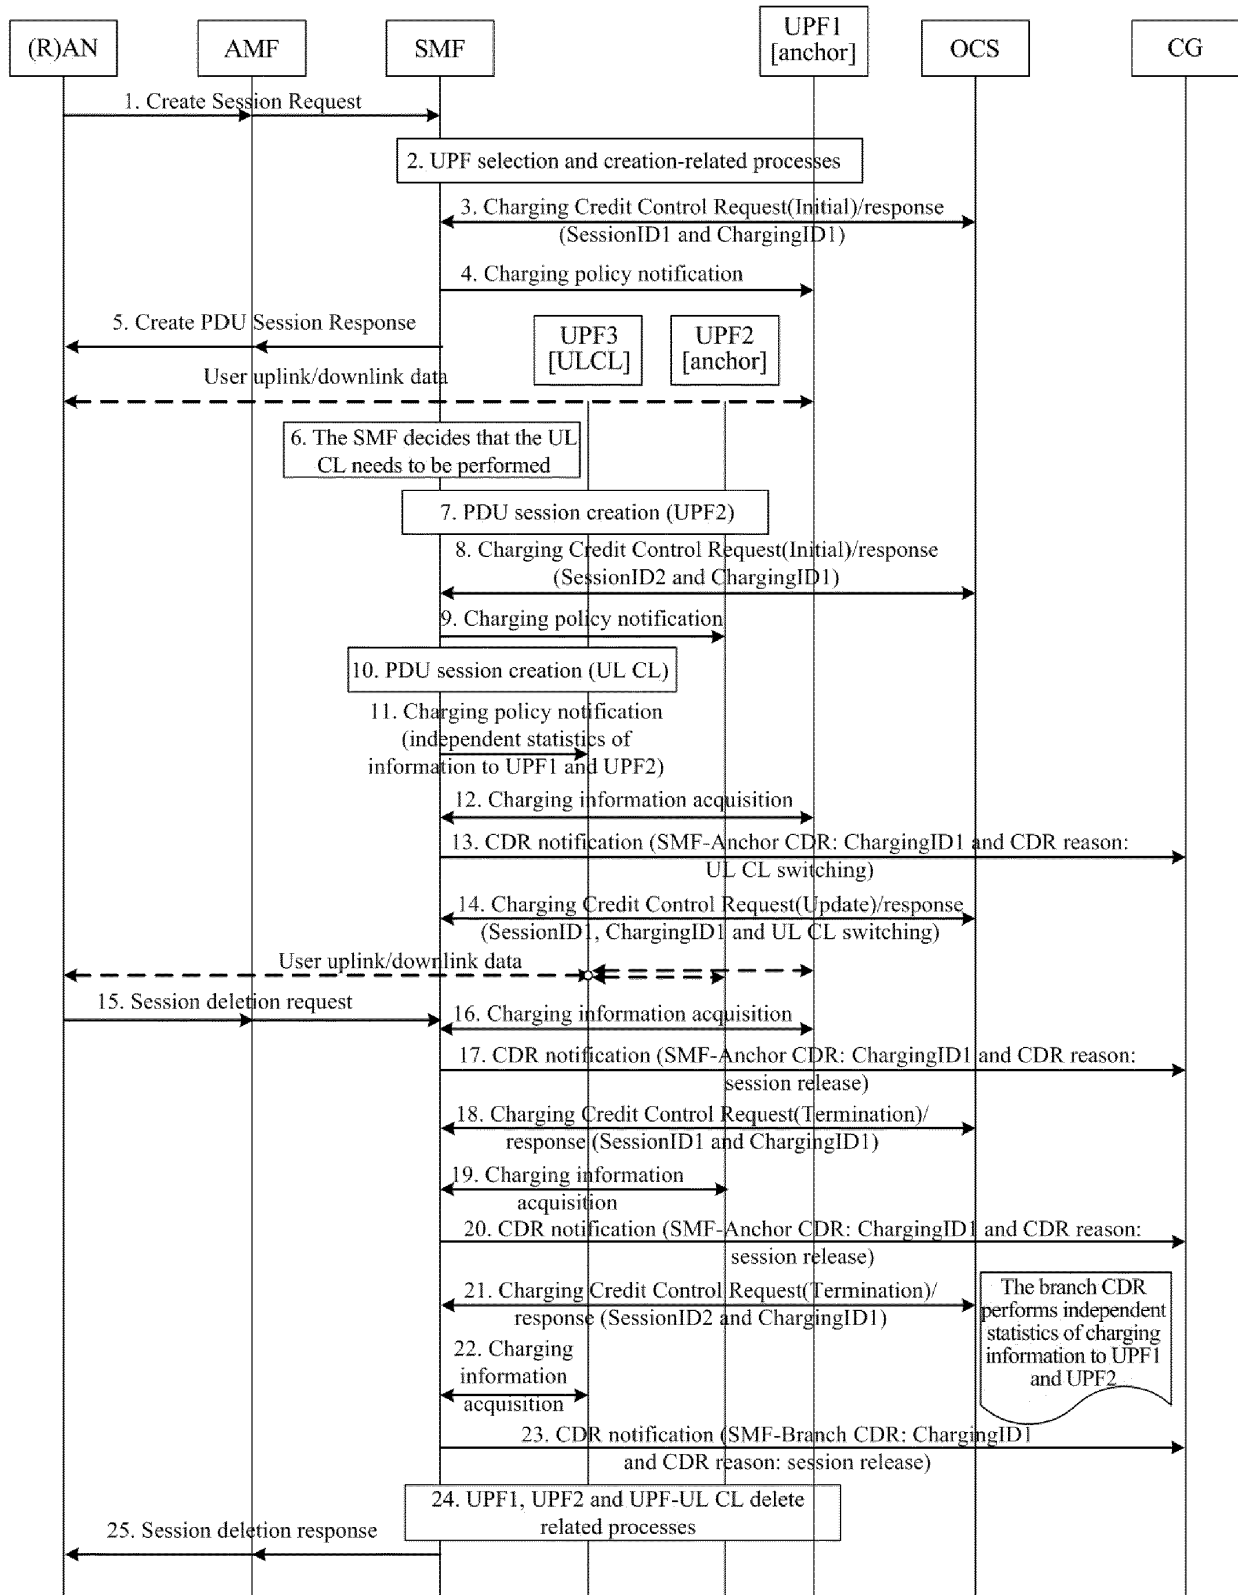 (R)AN
AMF
SMF
UPF1
[anchor]
OCS
CG
1. Create Session Request
2. UPF selection and creation-related processes
3. Charging Credit Control Request(Initial)/response
(SessionID1 and ChargingID1)
4. Charging policy notification
5. Create PDU Session Response
UPF3
[ULCL]
UPF2
[anchor]
User uplink/downlink data
6. The SMF decides that the UL
CL needs to be performed
7. PDU session creation (UPF2)
8. Charging Credit Control Request(Initial)/response
(SessionID2 and ChargingID1)
9. Charging policy notification
10. PDU session creation (UL CL)
11. Charging policy notification
(independent statistics of
information to UPF1 and UPF2)
12. Charging information acquisition
13. CDR notification (SMF-Anchor CDR: ChargingID1 and CDR reason:
UL CL switching)
14. Charging Credit Control Request(Update)/response
(SessionID1, ChargingID1 and UL CL switching)
User uplink/downlink data
15. Session deletion request
16. Charging information acquisition
17. CDR notification (SMF-Anchor CDR: ChargingID1 and CDR reason:
session release)
18. Charging Credit Control Request(Termination)/
response (SessionID1 and ChargingID1)
19. Charging information
acquisition
20. CDR notification (SMF-Anchor CDR: ChargingID1 and CDR reason:
session release)
21. Charging Credit Control Request(Termination)/
response (SessionID2 and ChargingID1)
The branch CDR
performs independent
statistics of charging
information to UPF1
and UPF2
22. Charging
information
acquisition
23. CDR notification (SMF-Branch CDR: ChargingID1
and CDR reason: session release)
24. UPF1, UPF2 and UPF-UL CL delete
related processes
25. Session deletion response